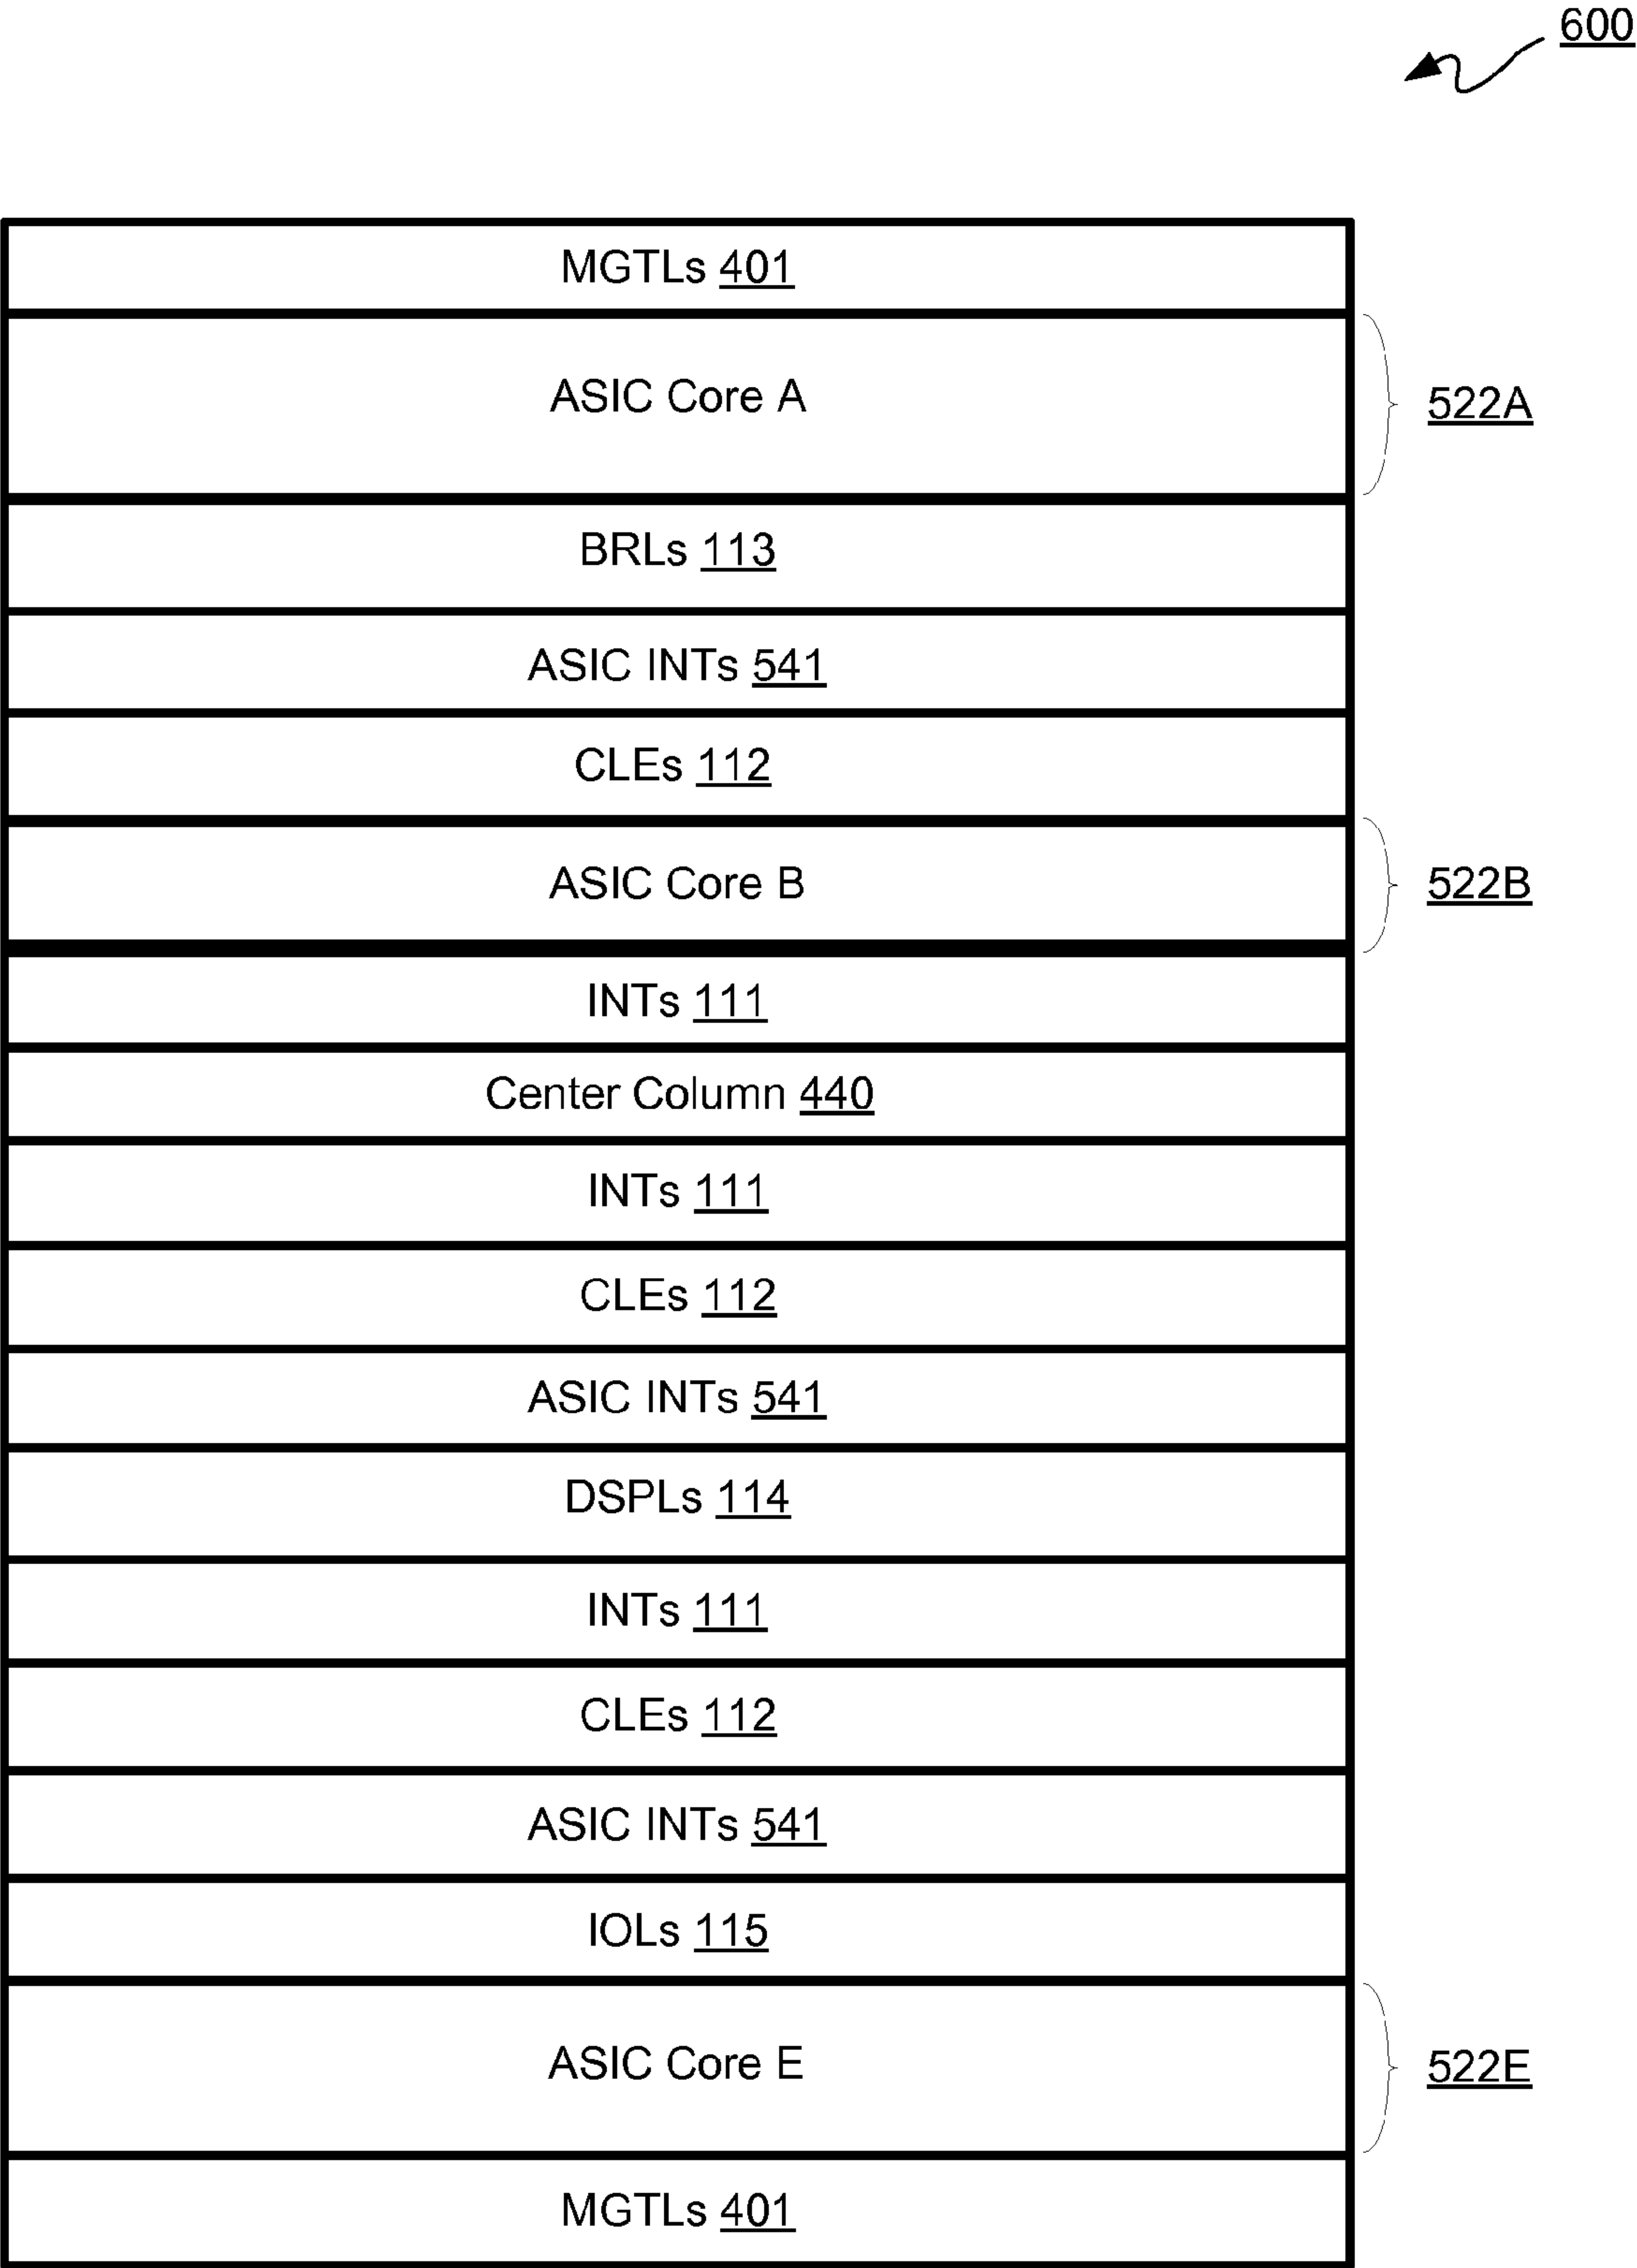 600
MGTLs 401
ASIC Core A
522A
BRLs 113
ASIC INTs 541
CLEs 112
ASIC Core B
522B
INTs 111
Center Column 440
INTs 111
CLEs 112
ASIC INTs 541
DSPLs 114
INTs 111
CLEs 112
ASIC INTs 541
IOLs 115
ASIC Core E
522E
MGTLs 401